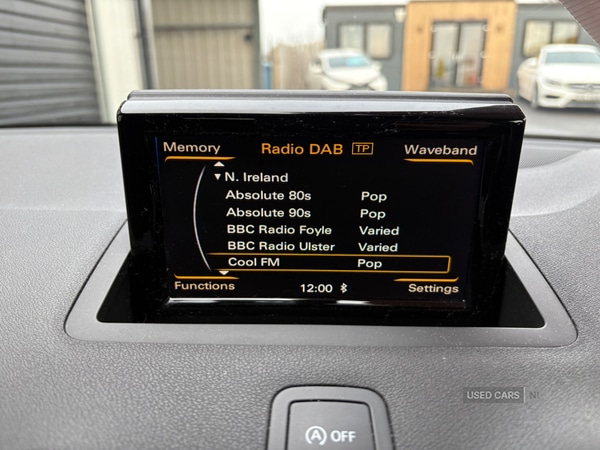 Memory Radio DAB TP Waveband
▼ N. Ireland
Absolute 80s Pop
Absolute 90s Pop
BBC Radio Foyle Varied
BBC Radio Ulster Varied
Cool FM Pop
Functions 12:00 Settings
USED CARS NI
A OFF